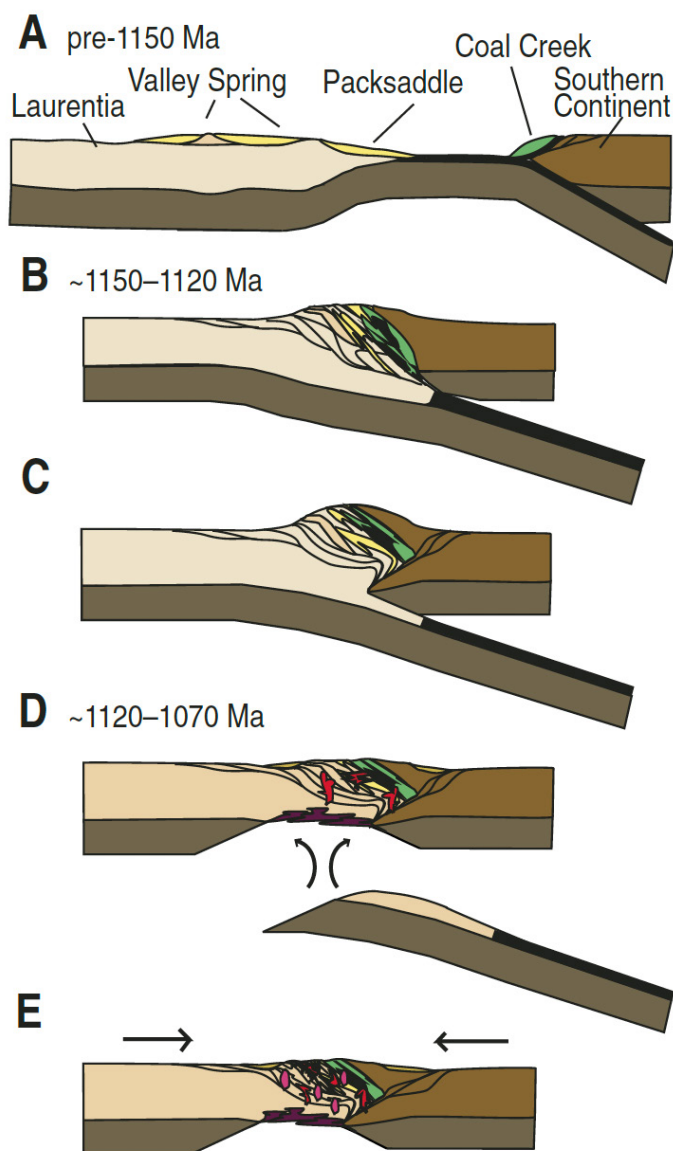 A pre-1150 Ma
Coal Creek
Valley Spring Packsaddle Southern
Laurentia Continent
B ~1150–1120 Ma
C
D ~1120–1070 Ma
E